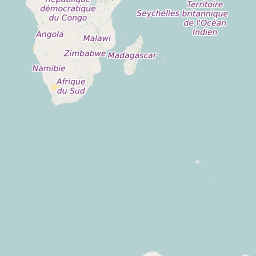 République
démocratique
du Congo
Territoire
Seychelles britannique
de l'Océan
Indien
Angola
Malawi
Zimbabwe
Madagascar
Namibie
Afrique
du Sud